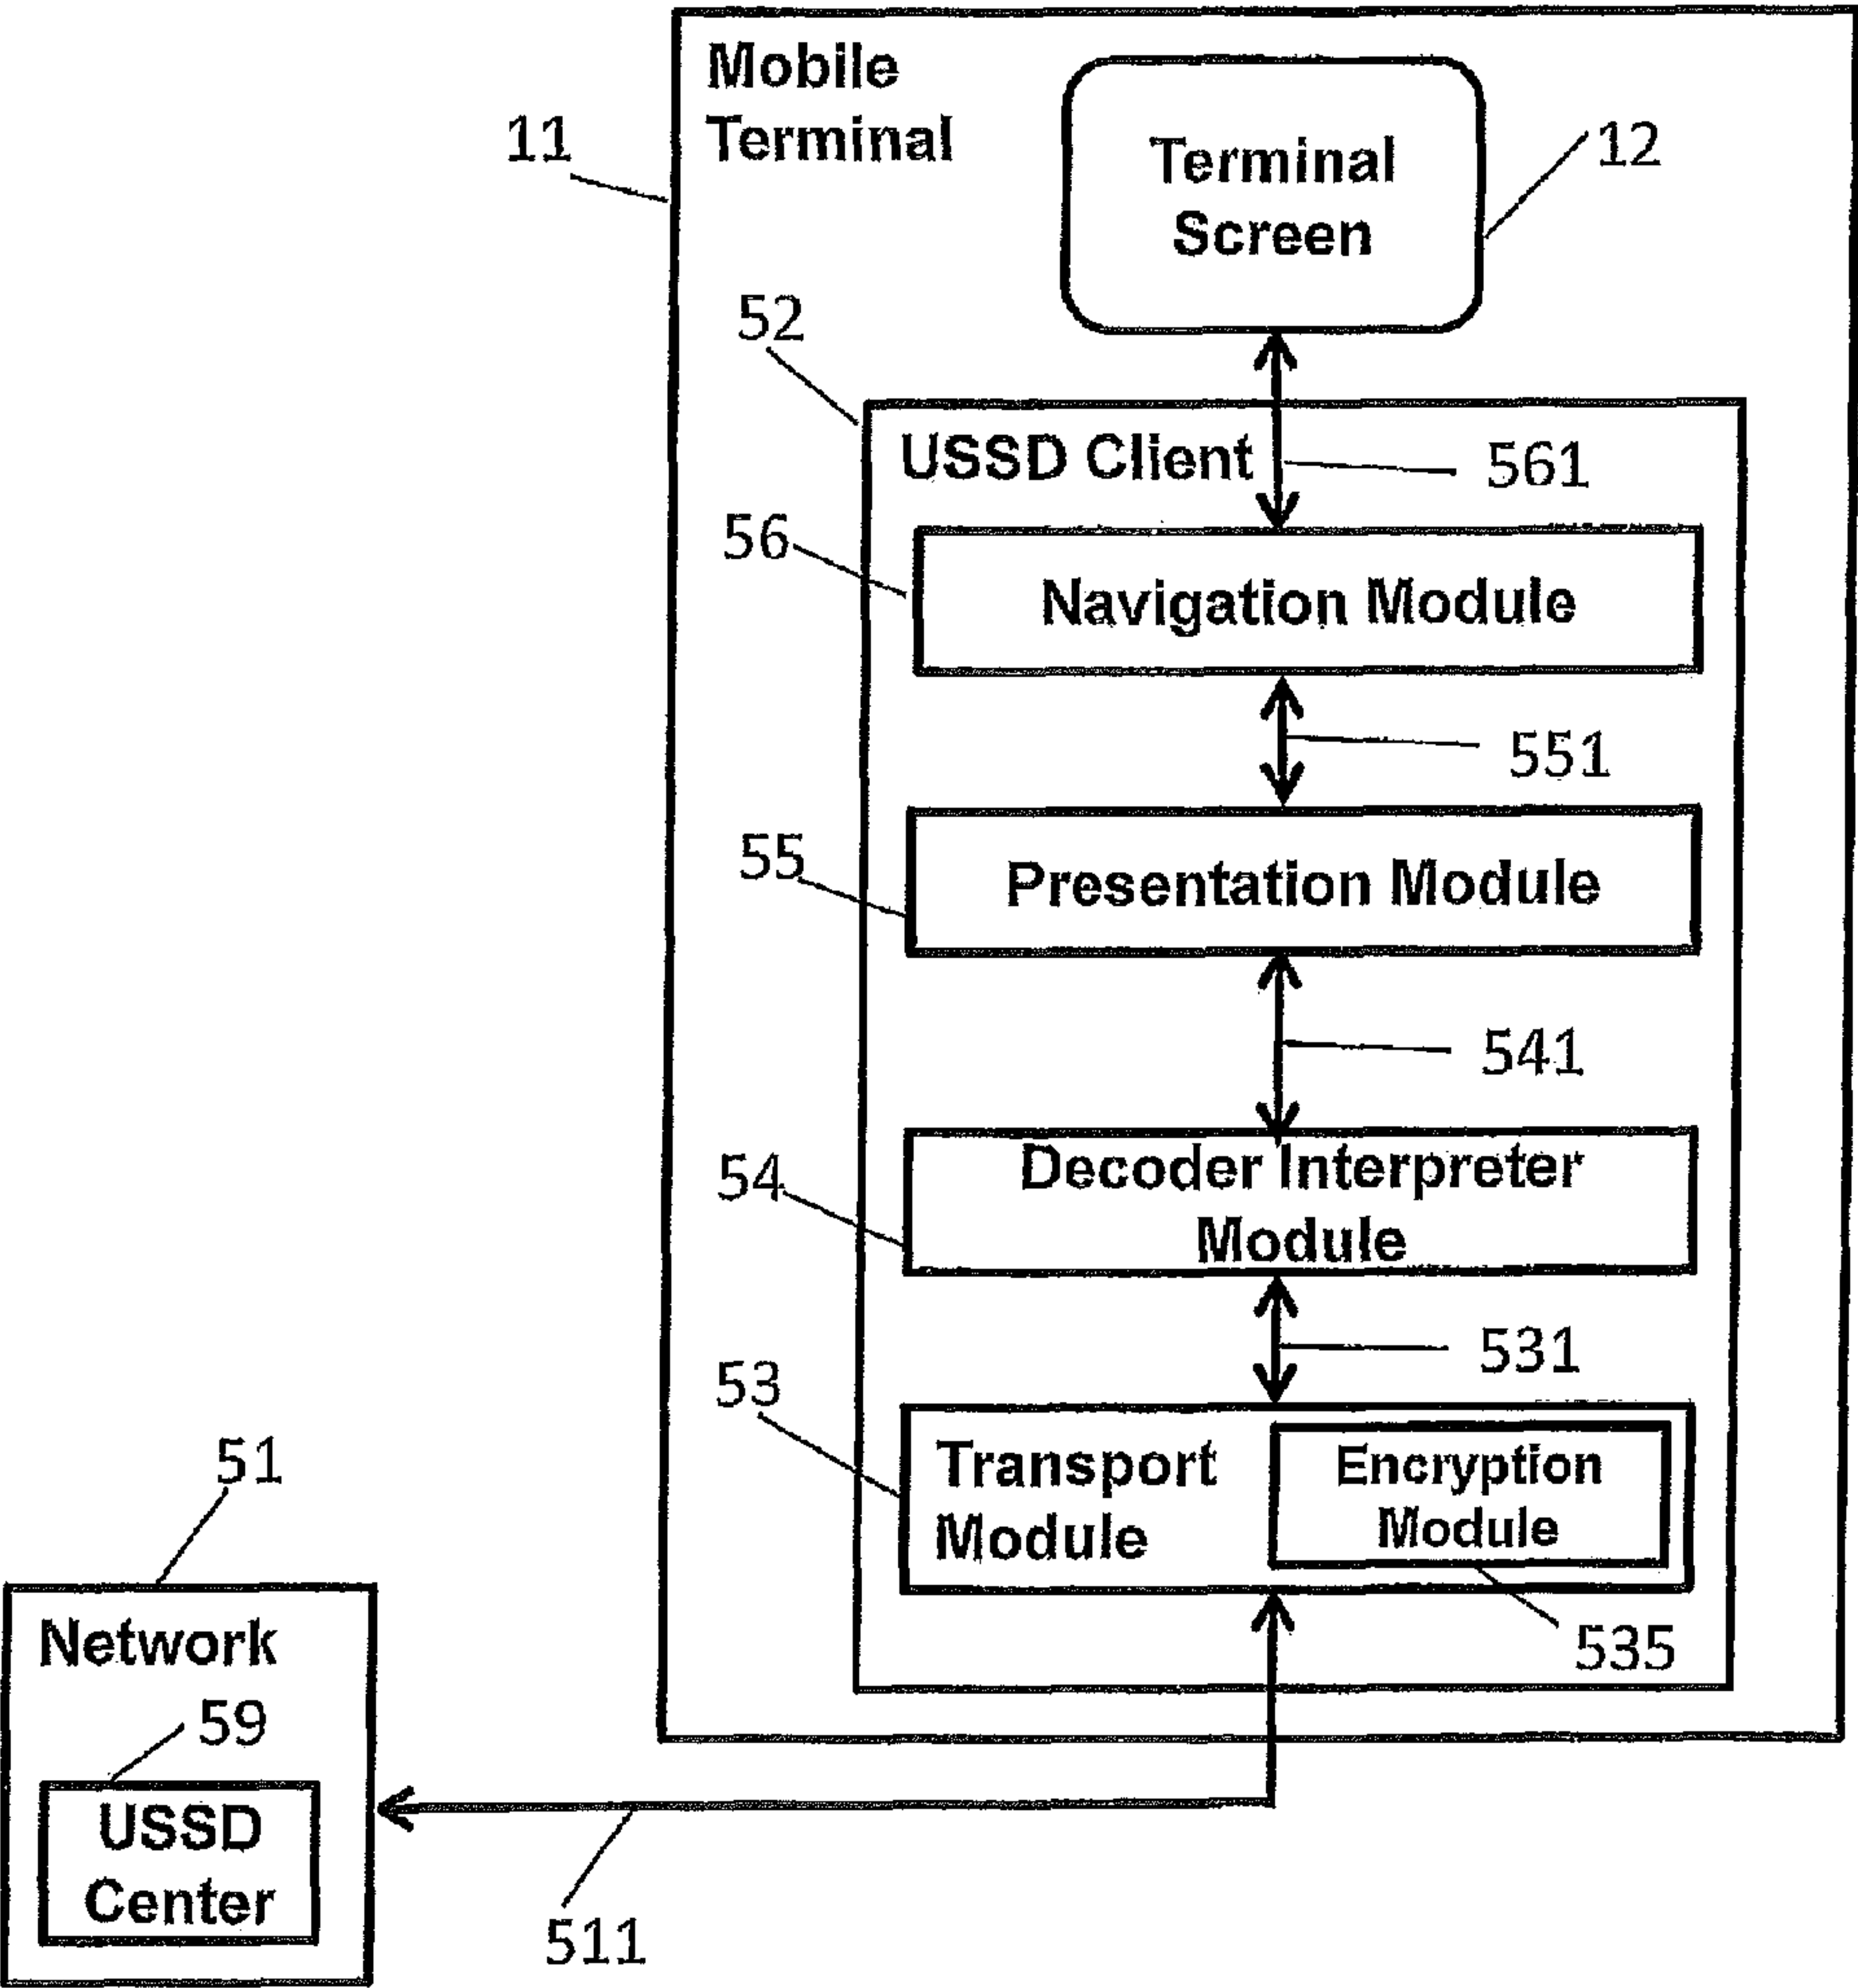 Mobile
Terminal
11
Terminal
Screen
12
52
USSD Client
561
56
Navigation Module
551
55
Presentation Module
541
54
Decoder Interpreter
Module
531
53
Transport
Module
Encryption
Module
535
51
Network
59
USSD
Center
511